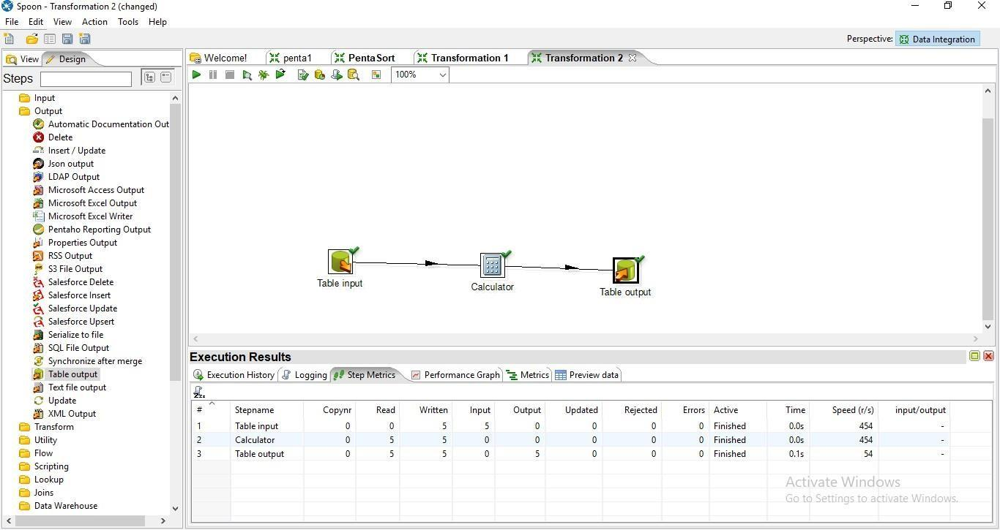 Spoon - Transformation 2 (changed)
File Edit View Action Tools Help
Perspective: Data Integration
View Design
Steps
Input
Output
Automatic Documentation Out
Delete
Insert / Update
Json output
LDAP Output
Microsoft Access Output
Microsoft Excel Output
Microsoft Excel Writer
Pentaho Reporting Output
Properties Output
RSS Output
S3 File Output
Salesforce Delete
Salesforce Insert
Salesforce Update
Salesforce Upsert
Serialize to file
SQL File Output
Synchronize after merge
Table output
Text file output
Update
XML Output
Transform
Utility
Flow
Scripting
Lookup
Joins
Data Warehouse
Welcome! penta1 PentaSort Transformation 1 Transformation 2
100%
Table input
Calculator
Table output
Execution Results
Execution History Logging Step Metrics Performance Graph Metrics Preview data
# Stepname Copynr Read Written Input Output Updated Rejected Errors Active Time Speed (r/s) input/output
1 Table input 0 0 5 5 0 0 0 0 Finished 0.0s 454 -
2 Calculator 0 5 5 0 0 0 0 0 Finished 0.0s 454 -
3 Table output 0 5 5 0 5 0 0 0 Finished 0.1s 54 -
Activate Windows
Go to Settings to activate Windows.